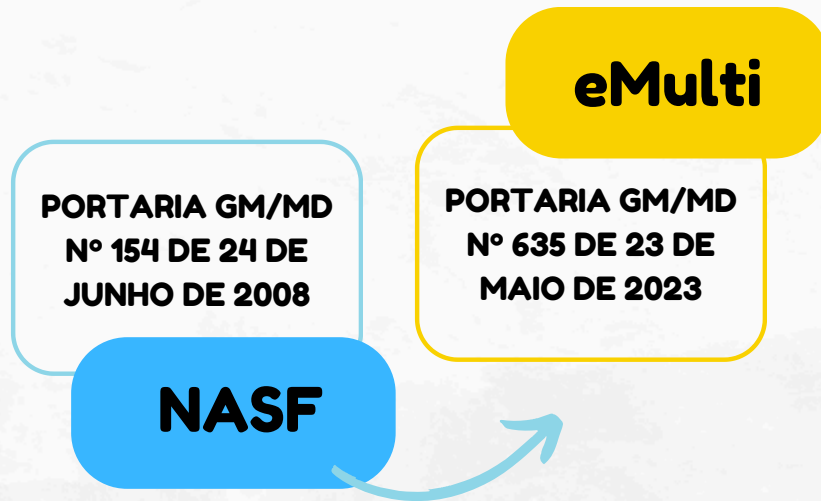 eMulti
PORTARIA GM/MD
Nº 154 DE 24 DE
JUNHO DE 2008
PORTARIA GM/MD
Nº 635 DE 23 DE
MAIO DE 2023
NASF